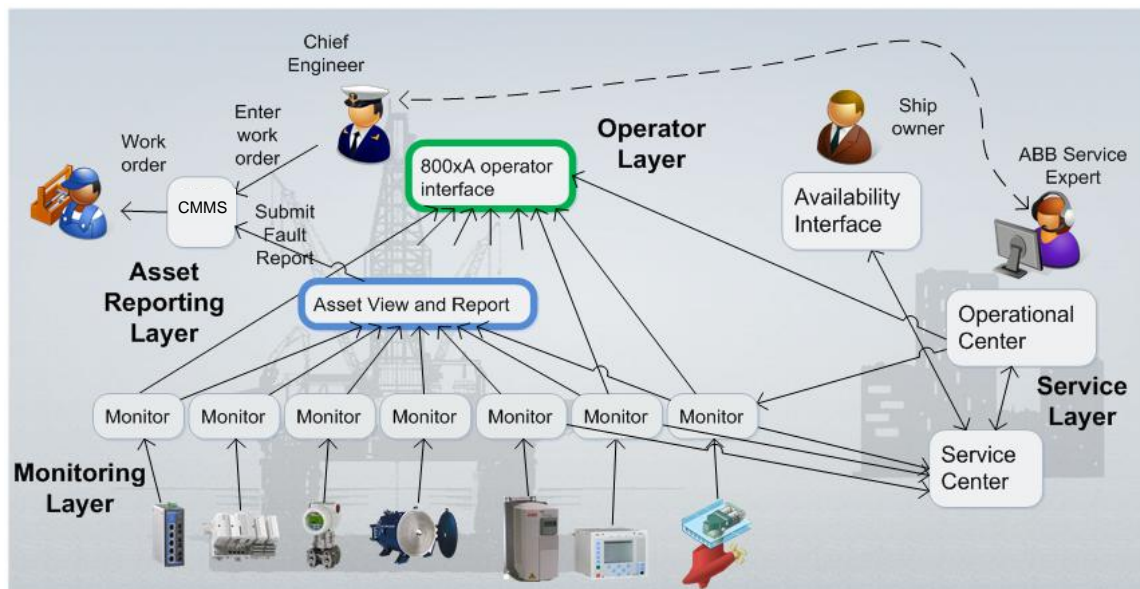 Chief
Engineer
Enter
work
order
Work
order
CMMS
Submit
Fault
Report
Asset
Reporting
Layer
800xA operator
interface
Operator
Layer
Ship
owner
Availability
Interface
ABB Service
Expert
Asset View and Report
Operational
Center
Service
Layer
Monitor
Monitor
Monitor
Monitor
Monitor
Monitor
Monitor
Service
Center
Monitoring
Layer